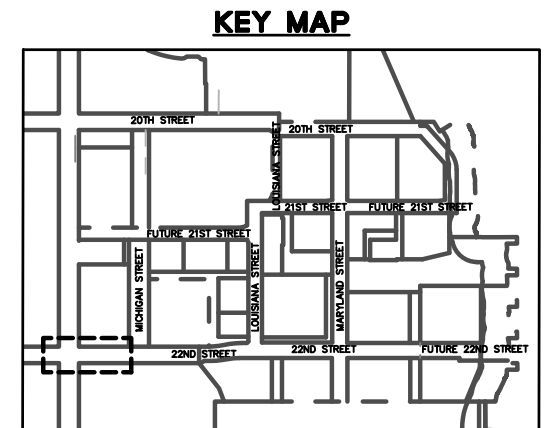 KEY MAP
20TH STREET
20TH STREET
LOUISIANA STREET
21ST STREET
FUTURE 21ST STREET
FUTURE 21ST STREET
MICHIGAN STREET
LOUISIANA STREET
MARYLAND STREET
22ND STREET
22ND STREET
FUTURE 22ND STREET